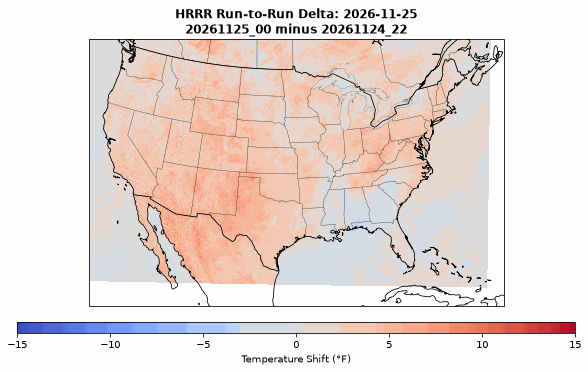 HRRR Run-to-Run Delta: 2026-11-25
20261125_00 minus 20261124_22
−15 −10 −5 0 5 10 15
Temperature Shift (°F)